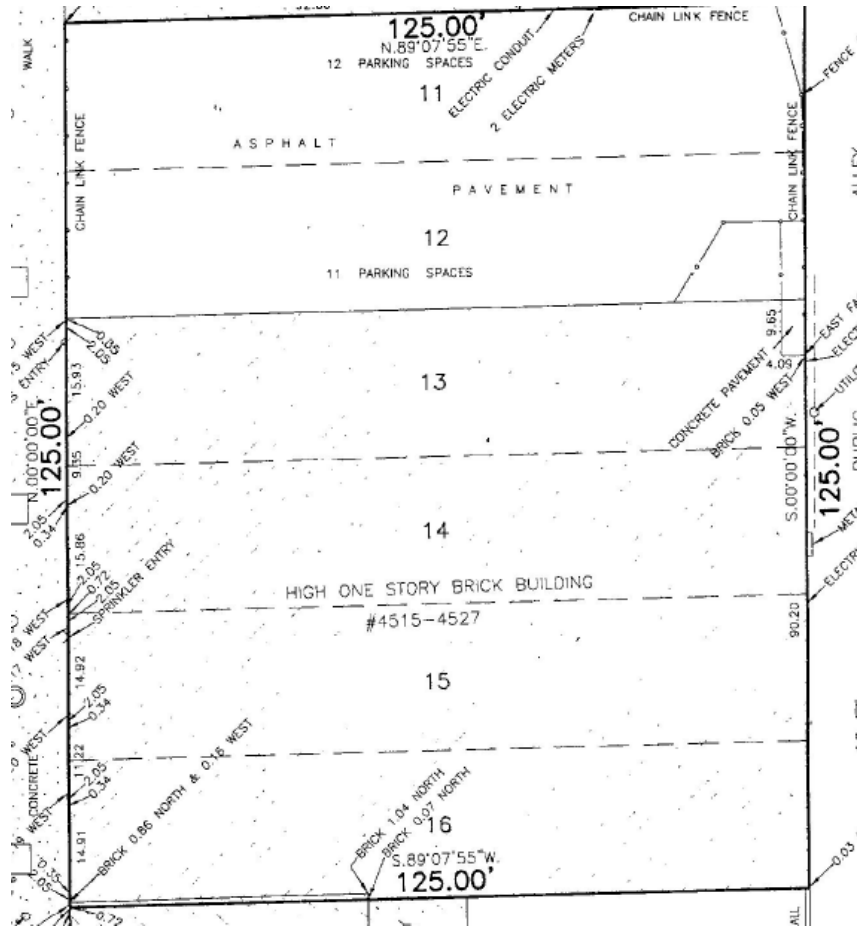 125.00'
N.89°07'55"E.
12 PARKING SPACES
11
ELECTRIC CONDUIT
2 ELECTRIC METERS
CHAIN LINK FENCE
FENCE
WALK
CHAIN LINK FENCE
ASPHALT
PAVEMENT
CHAIN LINK FENCE
ALLEY
12
11 PARKING SPACES
9.65
4.09
CONCRETE PAVEMENT
BRICK 0.05 WEST
WEST
ENTRY
2.05
15.93
0.20 WEST
N.00°00'00"E.
125.00'
0.20 WEST
2.05
0.34
13
S.00°00'00"W.
125.00'
14
15.86
2.05
0.72
2.05
SPRINKLER ENTRY
HIGH ONE STORY BRICK BUILDING
#4515-4527
90.20
WEST
WEST
14.92
2.05
0.34
15
WEST
CONCRETE
11.22
2.05
0.34
BRICK 0.86 NORTH & 0.16 WEST
WEST
14.91
0.35
2.05
0.72
BRICK 1.04 NORTH
BRICK 0.07 NORTH
16
S.89°07'55"W.
125.00'
0.03